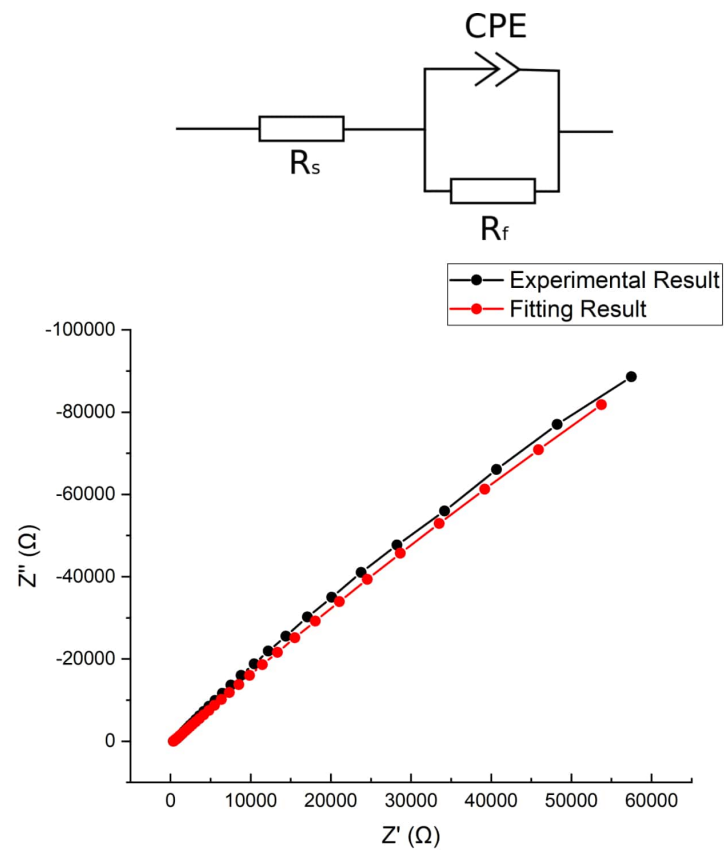 CPE
Rs
Rf
Experimental Result
Fitting Result
-100000
-80000
-60000
-40000
-20000
0
Z'' (Ω)
0 10000 20000 30000 40000 50000 60000
Z' (Ω)